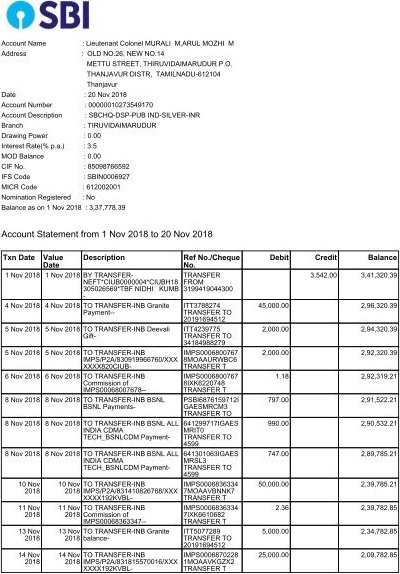 SBI
Account Name : Lieutenant Colonel MURALI M,ARUL MOZHI M
Address : OLD NO.26, NEW NO.14
METTU STREET, THIRUVIDAIMARUDUR P.O.
THANJAVUR DISTR, TAMILNADU-612104
Thanjavur
Date : 20 Nov 2018
Account Number : 00000010273549170
Account Description : SBCHQ-DSP-PUB IND-SILVER-INR
Branch : TIRUVIDAIMARUDUR
Drawing Power : 0.00
Interest Rate(% p.a.) : 3.5
MOD Balance : 0.00
CIF No. : 85098766592
IFS Code : SBIN0006927
MICR Code : 612002001
Nomination Registered : No
Balance as on 1 Nov 2018 : 3,37,778.39
Account Statement from 1 Nov 2018 to 20 Nov 2018
Txn Date Value Description Ref No./Cheque Debit Credit Balance
Date No.
1 Nov 2018 1 Nov 2018 BY TRANSFER- TRANSFER 3,542.00 3,41,320.39
NEFT*CIUB0000004*CIUBH18 FROM
305026569*TBF NIDHI KUMB 3199419044300
4 Nov 2018 4 Nov 2018 TO TRANSFER-INB Granite ITT3788274 45,000.00 2,96,320.39
Payment-- TRANSFER TO
20191694512
5 Nov 2018 5 Nov 2018 TO TRANSFER-INB Deevali ITT4239775 2,000.00 2,94,320.39
Gift- TRANSFER TO
34184988279
5 Nov 2018 5 Nov 2018 TO TRANSFER-INB IMPS0006800767 2,000.00 2,92,320.39
IMPS/P2A/830919966760/XXX 8MOAAURWBC6
XXXXX820CIUB- TRANSFER T
6 Nov 2018 6 Nov 2018 TO TRANSFER-INB IMPS0006800767 1.18 2,92,319.21
Commission of 8IXK6220748
IMPS00068007678-- TRANSFER T
8 Nov 2018 8 Nov 2018 TO TRANSFER-INB BSNL PSBI6876159712I 797.00 2,91,522.21
BSNL Payments- GAESMRCM3
TRANSFER TO
8 Nov 2018 8 Nov 2018 TO TRANSFER-INB BSNL ALL 641299717IGAES 990.00 2,90,532.21
INDIA CDMA MRIT0
TECH_BSNLCDM Payment- TRANSFER TO
4599
8 Nov 2018 8 Nov 2018 TO TRANSFER-INB BSNL ALL 641301063IGAES 747.00 2,89,785.21
INDIA CDMA MRSL3
TECH_BSNLCDM Payment- TRANSFER TO
4599
10 Nov 10 Nov TO TRANSFER-INB IMPS0006836334 50,000.00 2,39,785.21
2018 2018 IMPS/P2A/831410826768/XXX 7MOAAVBNNK7
XXXXX192KVBL- TRANSFER T
11 Nov 11 Nov TO TRANSFER-INB IMPS0006836334 2.36 2,39,782.85
2018 2018 Commission of 7IXK6610682
IMPS00068363347-- TRANSFER T
13 Nov 13 Nov TO TRANSFER-INB Granite ITT5077289 5,000.00 2,34,782.85
2018 2018 balance- TRANSFER TO
20191694512
14 Nov 14 Nov TO TRANSFER-INB IMPS0006870228 25,000.00 2,09,782.85
2018 2018 IMPS/P2A/831815570016/XXX 1MOAAVKGZX2
XXXXX192KVBL- TRANSFER T